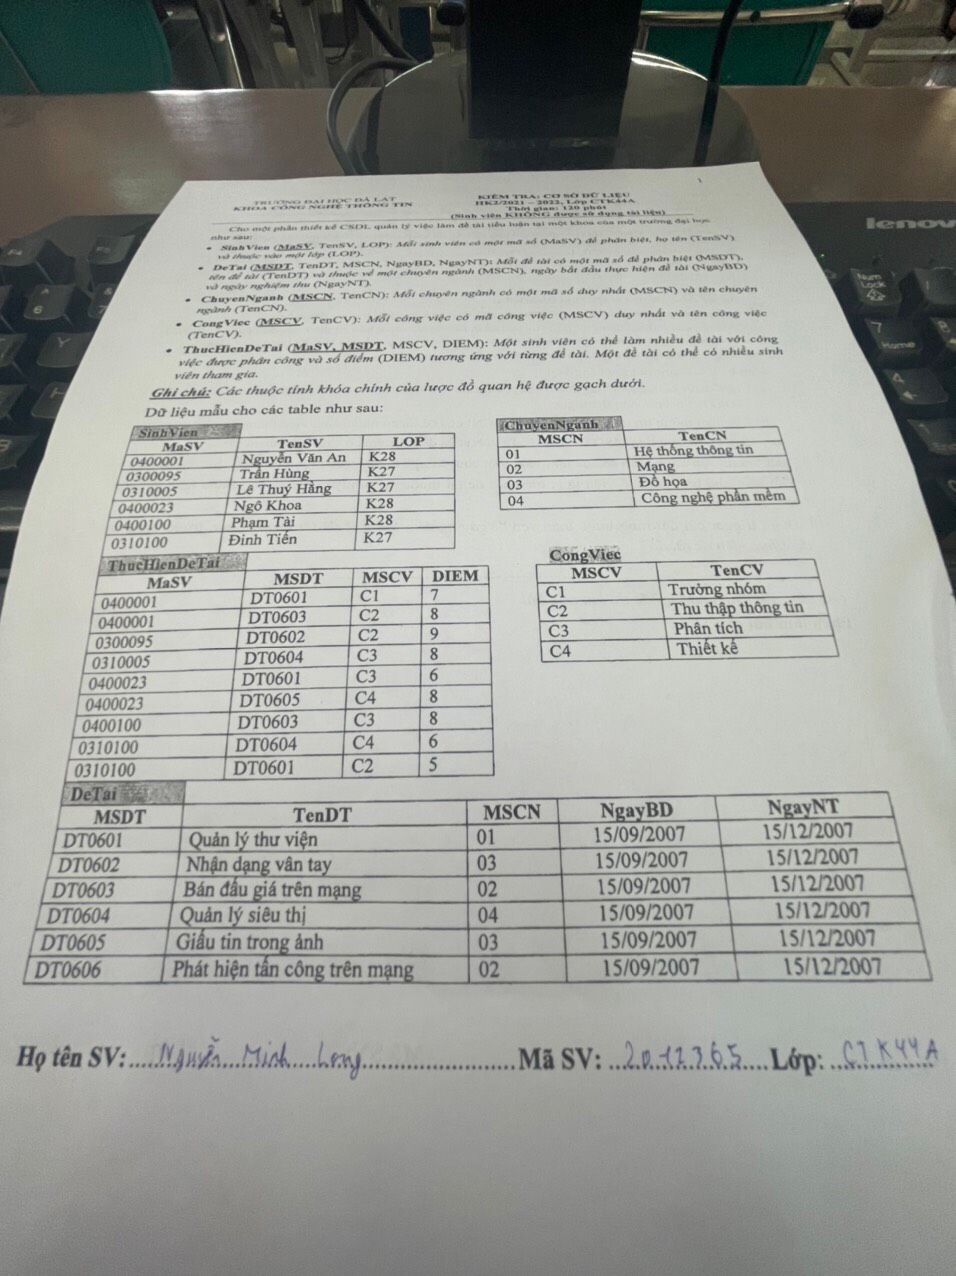 1
TRƯỜNG ĐẠI HỌC ĐÀ LẠT
KHOA CÔNG NGHỆ THÔNG TIN
KIỂM TRA: CƠ SỞ DỮ LIỆU
HK2/2021 – 2022, Lớp CTK44A
Thời gian: 120 phút
(Sinh viên KHÔNG được sử dụng tài liệu)
Cho một phần thiết kế CSDL quản lý việc làm đề tài tiểu luận tại một khoa của một trường đại học
như sau:
• SinhVien (MaSV, TenSV, LOP): Mỗi sinh viên có một mã số (MaSV) để phân biệt, họ tên (TenSV)
và thuộc vào một lớp (LOP).
• DeTai (MSDT, TenDT, MSCN, NgayBD, NgayNT): Mỗi đề tài có một mã số để phân biệt (MSDT),
tên đề tài (TenDT) và thuộc về một chuyên ngành (MSCN), ngày bắt đầu thực hiện đề tài (NgayBD)
và ngày nghiệm thu (NgayNT).
• ChuyenNganh (MSCN, TenCN): Mỗi chuyên ngành có một mã số duy nhất (MSCN) và tên chuyên
ngành (TenCN).
• CongViec (MSCV, TenCV): Mỗi công việc có mã công việc (MSCV) duy nhất và tên công việc
(TenCV).
• ThucHienDeTai (MaSV, MSDT, MSCV, DIEM): Một sinh viên có thể làm nhiều đề tài với công
việc được phân công và số điểm (DIEM) tương ứng với từng đề tài. Một đề tài có thể có nhiều sinh
viên tham gia.
Ghi chú: Các thuộc tính khóa chính của lược đồ quan hệ được gạch dưới.
Dữ liệu mẫu cho các table như sau:
SinhVien
MaSV TenSV LOP
0400001 Nguyễn Văn An K28
0300095 Trần Hùng K27
0310005 Lê Thuý Hằng K27
0400023 Ngô Khoa K28
0400100 Phạm Tài K28
0310100 Đinh Tiến K27
ChuyenNganh
MSCN TenCN
01 Hệ thống thông tin
02 Mạng
03 Đồ họa
04 Công nghệ phần mềm
ThucHienDeTai
MaSV MSDT MSCV DIEM
0400001 DT0601 C1 7
0400001 DT0603 C2 8
0300095 DT0602 C2 9
0310005 DT0604 C3 8
0400023 DT0601 C3 6
0400023 DT0605 C4 8
0400100 DT0603 C3 8
0310100 DT0604 C4 6
0310100 DT0601 C2 5
CongViec
MSCV TenCV
C1 Trưởng nhóm
C2 Thu thập thông tin
C3 Phân tích
C4 Thiết kế
DeTai
MSDT TenDT MSCN NgayBD NgayNT
DT0601 Quản lý thư viện 01 15/09/2007 15/12/2007
DT0602 Nhận dạng vân tay 03 15/09/2007 15/12/2007
DT0603 Bán đấu giá trên mạng 02 15/09/2007 15/12/2007
DT0604 Quản lý siêu thị 04 15/09/2007 15/12/2007
DT0605 Giấu tin trong ảnh 03 15/09/2007 15/12/2007
DT0606 Phát hiện tấn công trên mạng 02 15/09/2007 15/12/2007
Họ tên SV: Nguyễn Minh Long Mã SV: 2012365 Lớp: CTK44A
lenovo
Num Lock
Home